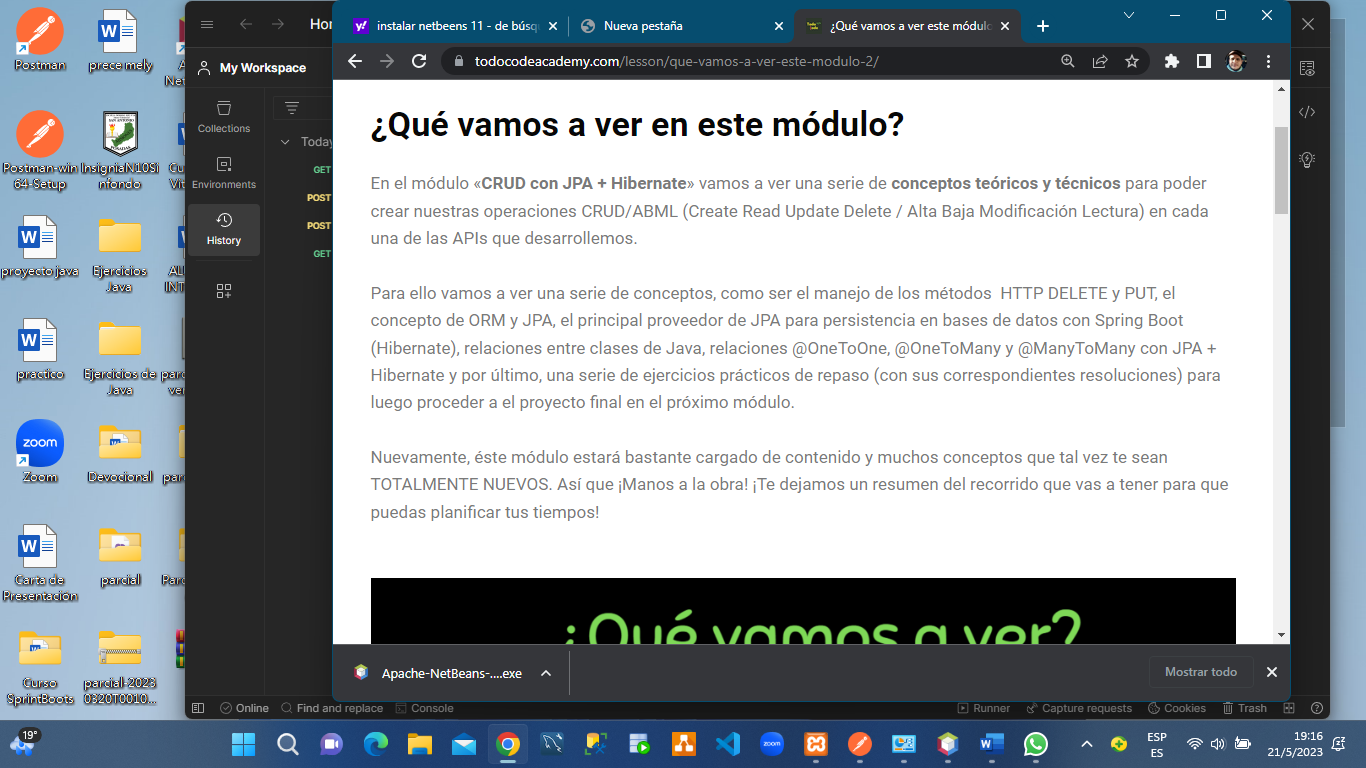 Postman
prece mely
Postman-win
64-Setup
InsigniaN10Si
nfondo
proyecto java
Ejercicios
Java
practico
Ejercicios de
Java
Zoom
Devocional
Carta de
Presentacion
parcial
Curso
SprintBoots
parcial-2023
0320T0010...
My Workspace
Collections
Environments
History
Today
GET
POST
POST
GET
instalar netbeens 11 - de búsq
Nueva pestaña
¿Qué vamos a ver este módulo
todocodeacademy.com/lesson/que-vamos-a-ver-este-modulo-2/
¿Qué vamos a ver en este módulo?
En el módulo «CRUD con JPA + Hibernate» vamos a ver una serie de conceptos teóricos y técnicos para poder
crear nuestras operaciones CRUD/ABML (Create Read Update Delete / Alta Baja Modificación Lectura) en cada
una de las APIs que desarrollemos.
Para ello vamos a ver una serie de conceptos, como ser el manejo de los métodos HTTP DELETE y PUT, el
concepto de ORM y JPA, el principal proveedor de JPA para persistencia en bases de datos con Spring Boot
(Hibernate), relaciones entre clases de Java, relaciones @OneToOne, @OneToMany y @ManyToMany con JPA +
Hibernate y por último, una serie de ejercicios prácticos de repaso (con sus correspondientes resoluciones) para
luego proceder a el proyecto final en el próximo módulo.
Nuevamente, éste módulo estará bastante cargado de contenido y muchos conceptos que tal vez te sean
TOTALMENTE NUEVOS. Así que ¡Manos a la obra! ¡Te dejamos un resumen del recorrido que vas a tener para que
puedas planificar tus tiempos!
¿Qué vamos a ver?
Apache-NetBeans-....exe
Mostrar todo
Online
Find and replace
Console
Runner
Capture requests
Cookies
Trash
19°
zoom
zoom
ESP
ES
19:16
21/5/2023